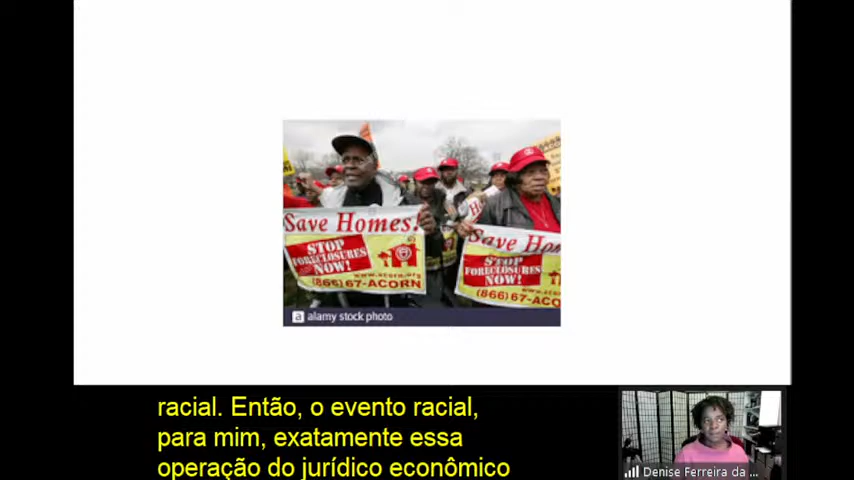 Save Homes!
STOP
FORECLOSURES
NOW!
www.acorn.org
(866) 67-ACORN
Save Ho
STOP
FORECLOSURES
NOW!
(866) 67-ACO
a alamy stock photo
racial. Então, o evento racial,
para mim, exatamente essa
operação do jurídico econômico
Denise Ferreira da ...